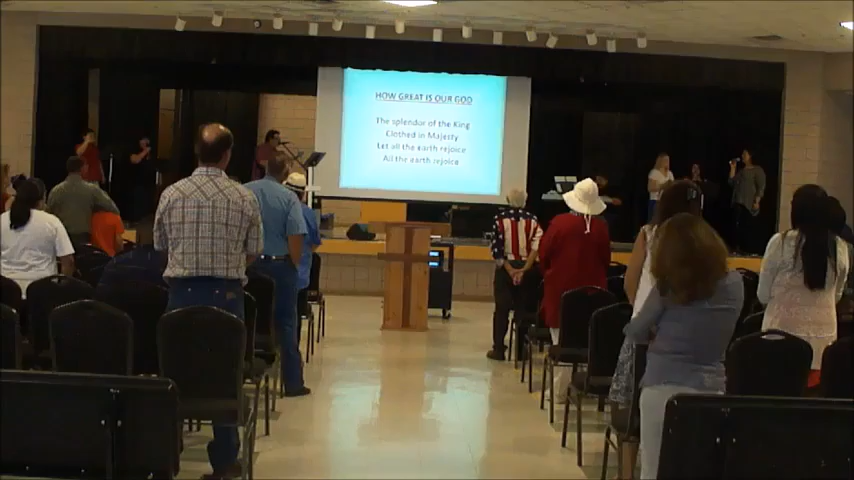 HOW GREAT IS OUR GOD
The splendor of the King
Clothed in Majesty
Let all the earth rejoice
All the earth rejoice